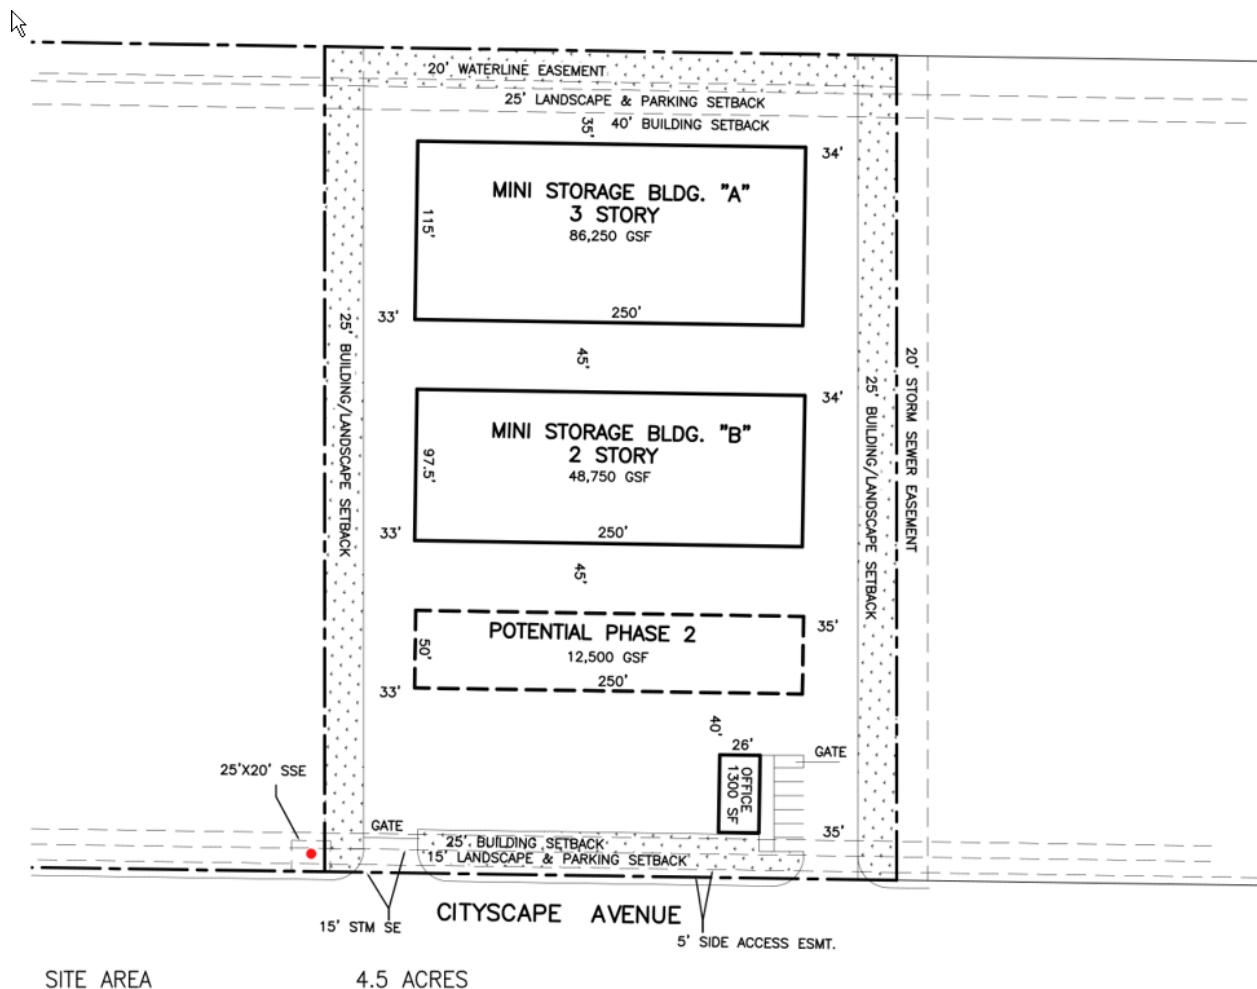 20' WATERLINE EASEMENT
25' LANDSCAPE & PARKING SETBACK
35'
40' BUILDING SETBACK
34'
MINI STORAGE BLDG. "A"
3 STORY
86,250 GSF
115'
250'
33'
25' BUILDING/LANDSCAPE SETBACK
45'
20' STORM SEWER EASEMENT
25' BUILDING/LANDSCAPE SETBACK
34'
MINI STORAGE BLDG. "B"
2 STORY
48,750 GSF
97.5'
250'
33'
45'
35'
POTENTIAL PHASE 2
12,500 GSF
50'
250'
33'
40'
26'
GATE
OFFICE
1300 SF
25'X20' SSE
GATE
35'
25' BUILDING SETBACK
15' LANDSCAPE & PARKING SETBACK
CITYSCAPE AVENUE
15' STM SE
5' SIDE ACCESS ESMT.
SITE AREA 4.5 ACRES